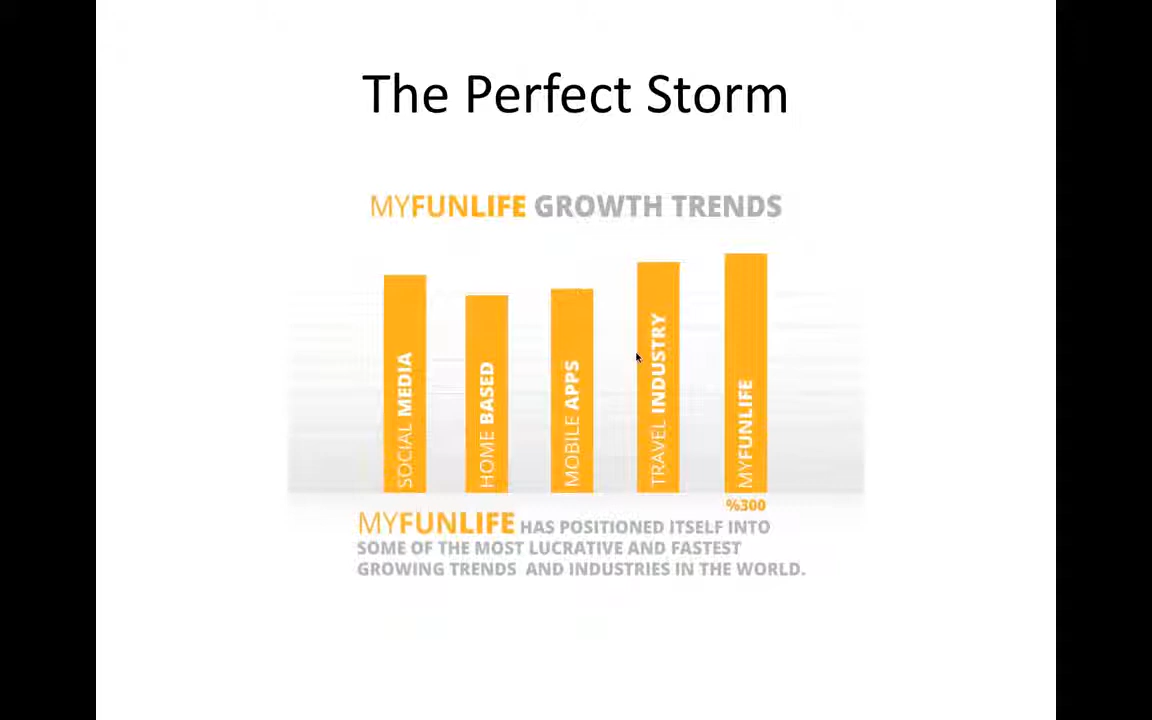 The Perfect Storm
MYFUNLIFE GROWTH TRENDS
SOCIAL MEDIA
HOME BASED
MOBILE APPS
TRAVEL INDUSTRY
MYFUNLIFE
%300
MYFUNLIFE HAS POSITIONED ITSELF INTO
SOME OF THE MOST LUCRATIVE AND FASTEST
GROWING TRENDS AND INDUSTRIES IN THE WORLD.